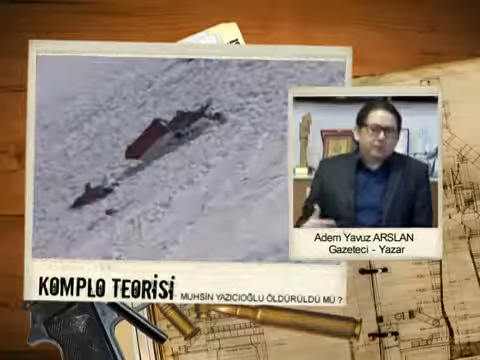 Adem Yavuz ARSLAN
Gazeteci - Yazar
KOMPLO TEORİSİ
MUHSİN YAZICIOĞLU ÖLDÜRÜLDÜ MÜ ?